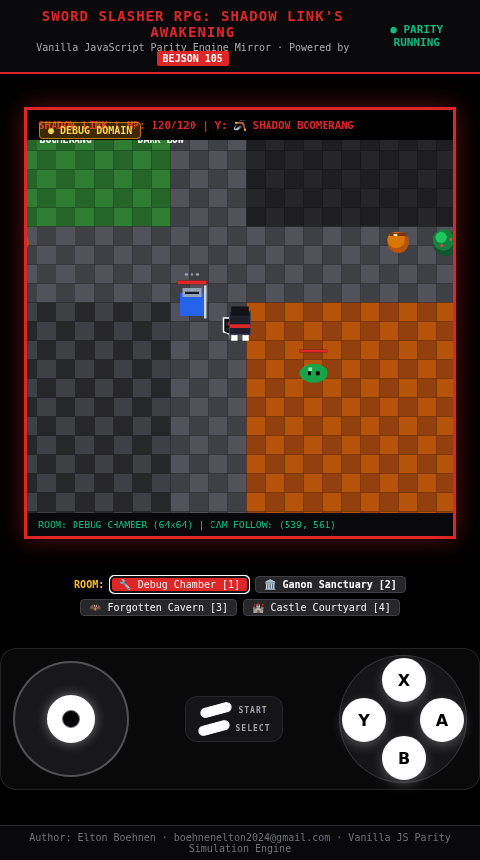 SWORD SLASHER RPG: SHADOW LINK'S
AWAKENING
Vanilla JavaScript Parity Engine Mirror · Powered by
BEJSON 105
● PARITY
RUNNING
SHADOW LINK | HP: 120/120 | Y: 🪃 SHADOW BOOMERANG
● DEBUG DOMAIN
BOOMERANG DARK BOW
ROOM: DEBUG CHAMBER (64x64) | CAM FOLLOW: (539, 561)
ROOM: 🔧 Debug Chamber [1] 🏛️ Ganon Sanctuary [2]
🦇 Forgotten Cavern [3] 🏰 Castle Courtyard [4]
X
Y A
B
START
SELECT
Author: Elton Boehnen · boehnenelton2024@gmail.com · Vanilla JS Parity
Simulation Engine